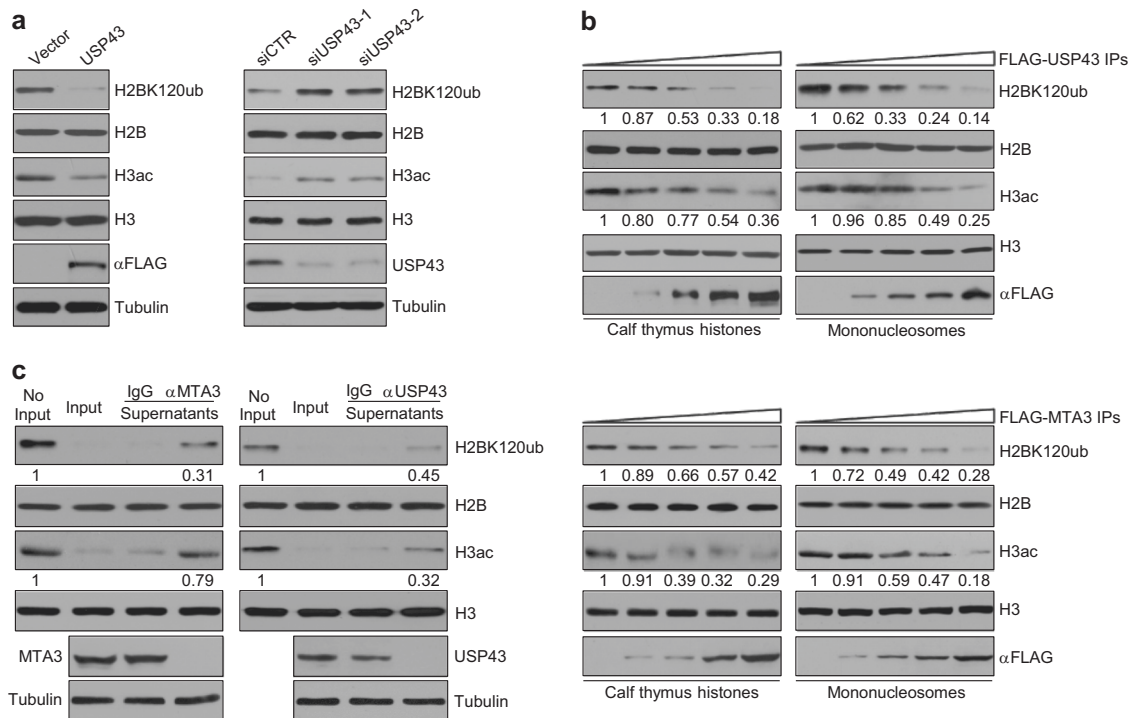 a
Vector
USP43
H2BK120ub
H2B
H3ac
H3
αFLAG
Tubulin
siCTR
siUSP43-1
siUSP43-2
H2BK120ub
H2B
H3ac
H3
USP43
Tubulin
b
FLAG-USP43 IPs
H2BK120ub
1 0.87 0.53 0.33 0.18
1 0.62 0.33 0.24 0.14
H2B
H3ac
1 0.80 0.77 0.54 0.36
1 0.96 0.85 0.49 0.25
H3
αFLAG
Calf thymus histones
Mononucleosomes
FLAG-MTA3 IPs
H2BK120ub
1 0.89 0.66 0.57 0.42
1 0.72 0.49 0.42 0.28
H2B
H3ac
1 0.91 0.39 0.32 0.29
1 0.91 0.59 0.47 0.18
H3
αFLAG
Calf thymus histones
Mononucleosomes
c
No
Input
Input
IgG αMTA3
Supernatants
No
Input
Input
IgG αUSP43
Supernatants
H2BK120ub
1 0.31
1 0.45
H2B
H3ac
1 0.79
1 0.32
H3
MTA3
USP43
Tubulin
Tubulin